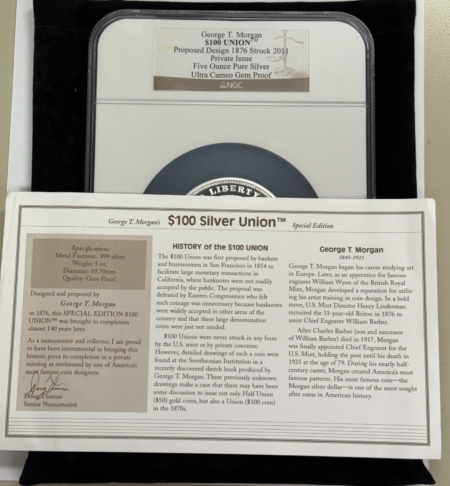 George T. Morgan
$100 UNION™
Proposed Design 1876 Struck 2011
Private Issue
Five Ounce Pure Silver
Ultra Cameo Gem Proof
NGC
LIBERTY
George T. Morgan's $100 Silver Union™ Special Edition
Specifications
Metal Fineness: .999 silver
Weight: 5 oz.
Diameter: 69.70mm
Quality: Gem Proof
Designed and proposed by
George T. Morgan
in 1876, this SPECIAL EDITION $100
UNION™ was brought to completion
almost 140 years later.
As a numismatist and collector, I am proud
to have been instrumental in bringing this
historic piece to completion in a private
minting as envisioned by one of America's
most famous coin designers.
Thomas
Senior Numismatist
HISTORY of the $100 UNION
The $100 Union was first proposed by bankers
and businessmen in San Francisco in 1854 to
facilitate large monetary transactions in
California, where banknotes were not readily
accepted by the public. The proposal was
defeated by Eastern Congressmen who felt
such coinage was unnecessary because banknotes
were widely accepted in other areas of the
country and that these large denomination
coins were just not needed.
$100 Unions were never struck in any form
by the U.S. mint or by private concerns.
However, detailed drawings of such a coin were
found at the Smithsonian Institution in a
recently discovered sketch book produced by
George T. Morgan. These previously unknown
drawings make a case that there may have been
some discussion to issue not only Half Union
($50) gold coins, but also a Union ($100 coin)
in the 1870s.
George T. Morgan
1845-1925
George T. Morgan began his career studying art
in Europe. Later, as an apprentice for famous
engraver William Wyon of the British Royal
Mint, Morgan developed a reputation for utiliz-
ing his artist training in coin design. In a bold
move, U.S. Mint Director Henry Linderman
recruited the 31-year-old Briton in 1876 to
assist Chief Engraver William Barber.
After Charles Barber (son and successor
of William Barber) died in 1917, Morgan
was finally appointed Chief Engraver for the
U.S. Mint, holding the post until his death in
1925 at the age of 79. During his nearly half-
century career, Morgan created America's most
famous patterns. His most famous coin—the
Morgan silver dollar—is one of the most sought
after coins in American history.